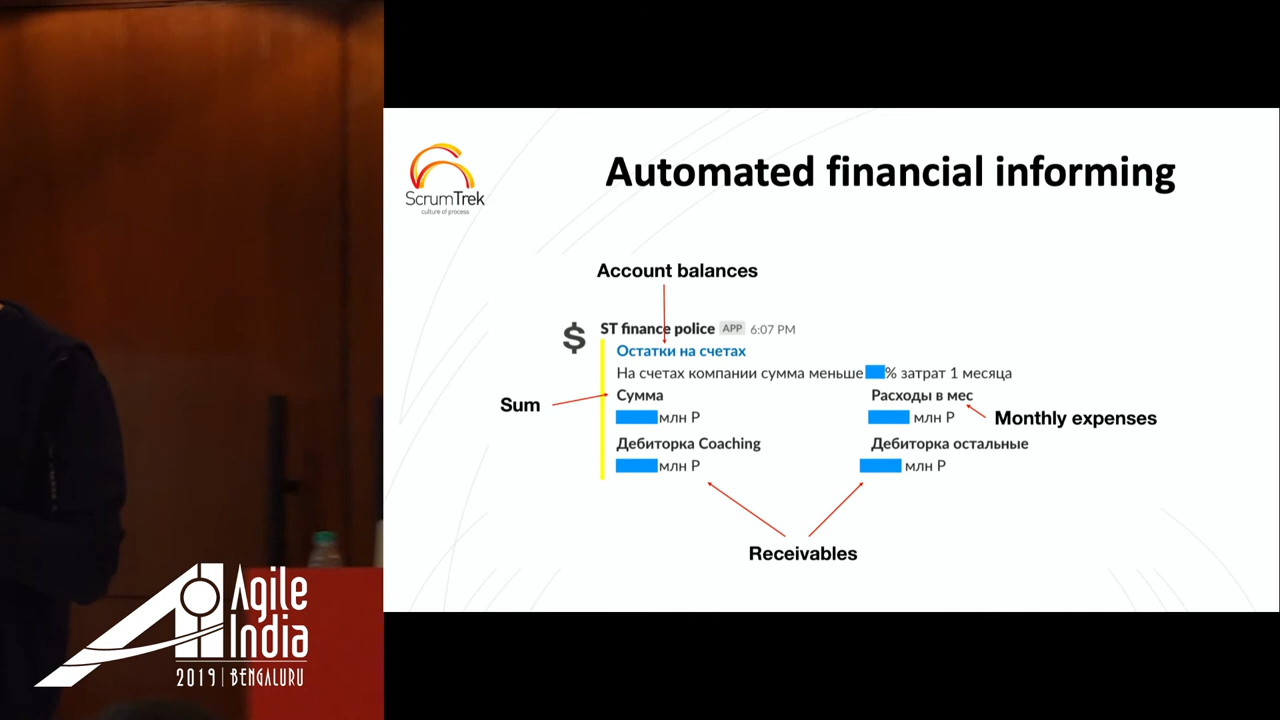 ScrumTrek
culture of process
Automated financial informing
Account balances
ST finance police APP 6:07 PM
Остатки на счетах
На счетах компании сумма меньше % затрат 1 месяца
Sum
Сумма
Расходы в мес
млн Р
млн Р
Monthly expenses
Дебиторка Coaching
Дебиторка остальные
млн Р
млн Р
Receivables
Agile
India
2019 | BENGALURU